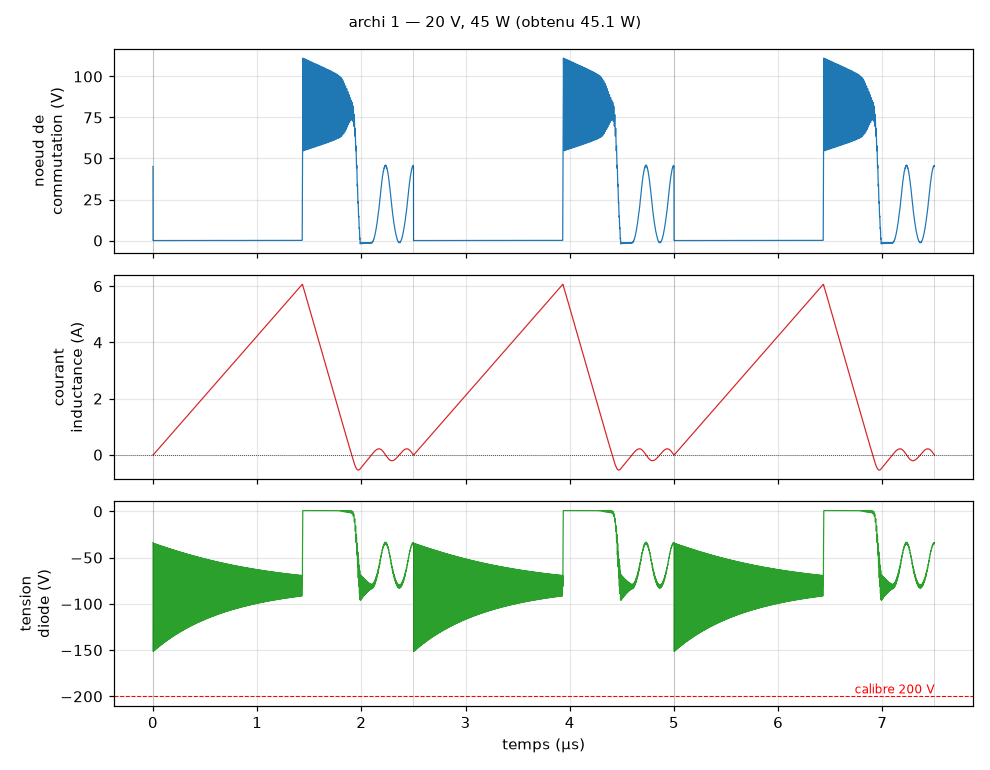 archi 1 — 20 V, 45 W (obtenu 45.1 W)
noeud de
commutation (V)
100
75
50
25
0
courant
inductance (A)
6
4
2
0
tension
diode (V)
0
−50
−100
−150
−200
calibre 200 V
0 1 2 3 4 5 6 7
temps (µs)